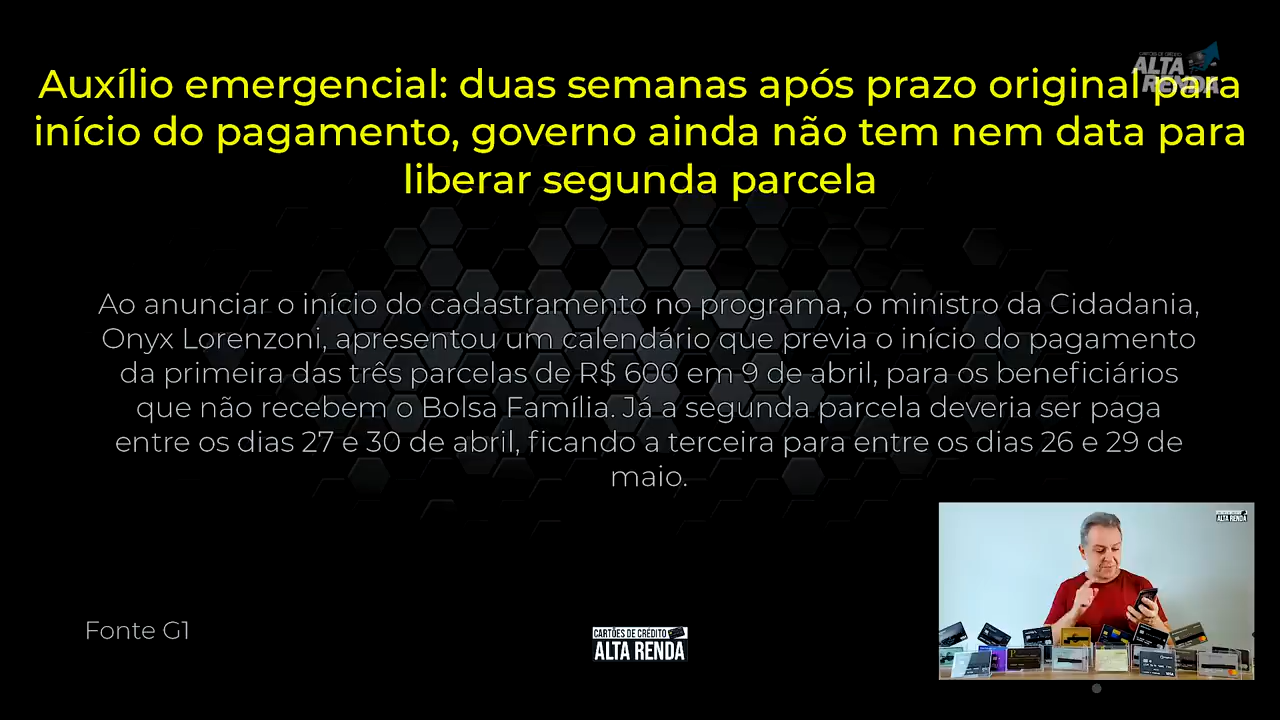 ALTA
RENDA
Auxílio emergencial: duas semanas após prazo original para
início do pagamento, governo ainda não tem nem data para
liberar segunda parcela
Ao anunciar o início do cadastramento no programa, o ministro da Cidadania,
Onyx Lorenzoni, apresentou um calendário que previa o início do pagamento
da primeira das três parcelas de R$ 600 em 9 de abril, para os beneficiários
que não recebem o Bolsa Família. Já a segunda parcela deveria ser paga
entre os dias 27 e 30 de abril, ficando a terceira para entre os dias 26 e 29 de
maio.
ALTA RENDA
Fonte G1
CARTÕES DE CRÉDITO
ALTA RENDA